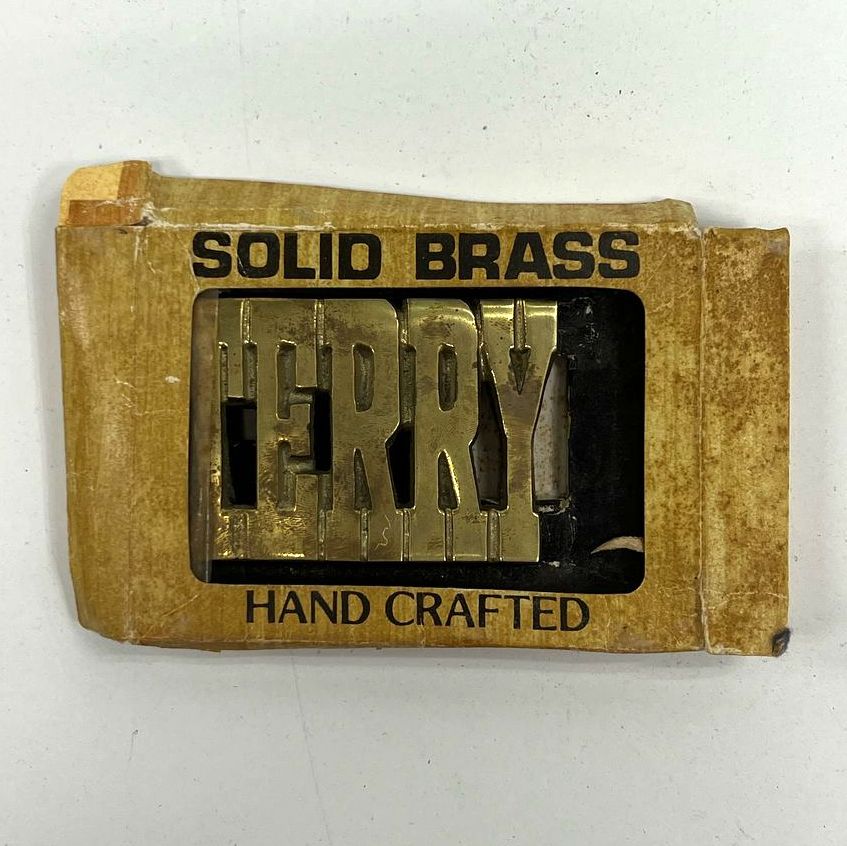 SOLID BRASS
ERRY
HAND CRAFTED